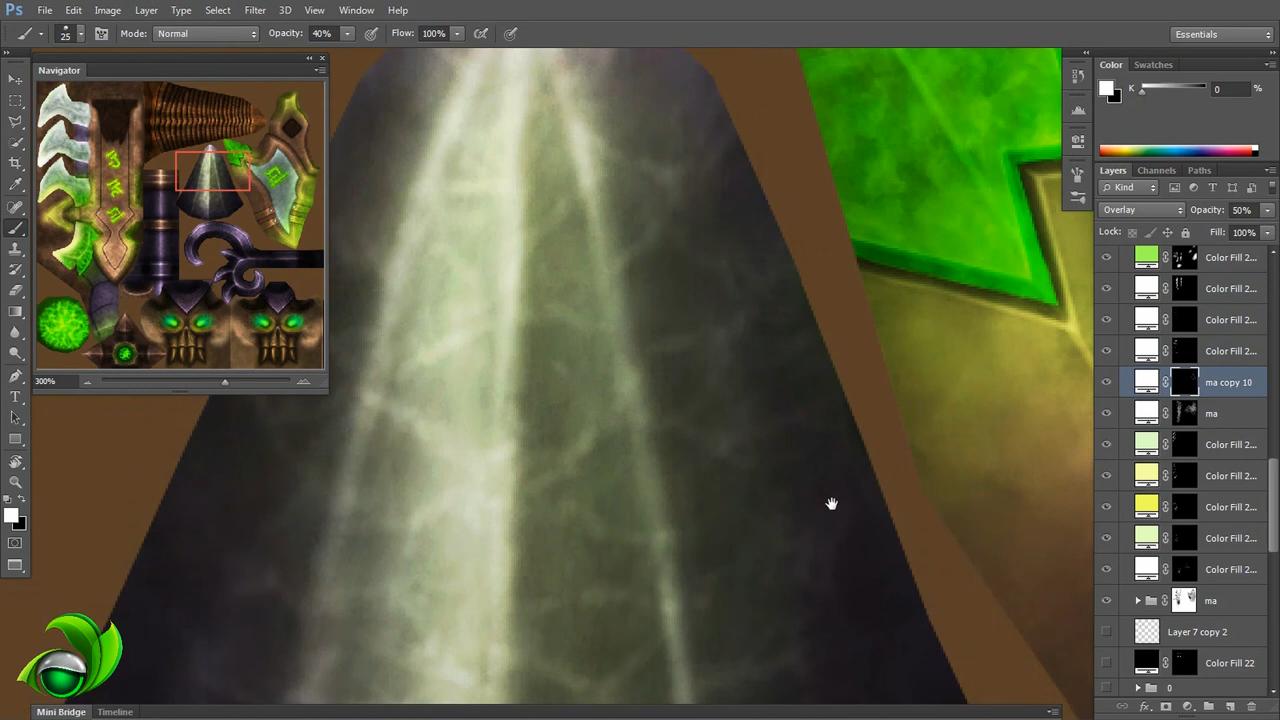 Ps File Edit Image Layer Type Select Filter 3D View Window Help
25 Mode: Normal Opacity: 40% Flow: 100% Essentials
Navigator
300%
Color Swatches
K 0 %
Layers Channels Paths
Kind
Overlay Opacity: 50%
Lock: Fill: 100%
Color Fill 2...
Color Fill 2...
Color Fill 2...
Color Fill 2...
ma copy 10
ma
Color Fill 2...
Color Fill 2...
Color Fill 2...
Color Fill 2...
Color Fill 2...
ma
Layer 7 copy 2
Color Fill 22
0
Mini Bridge Timeline